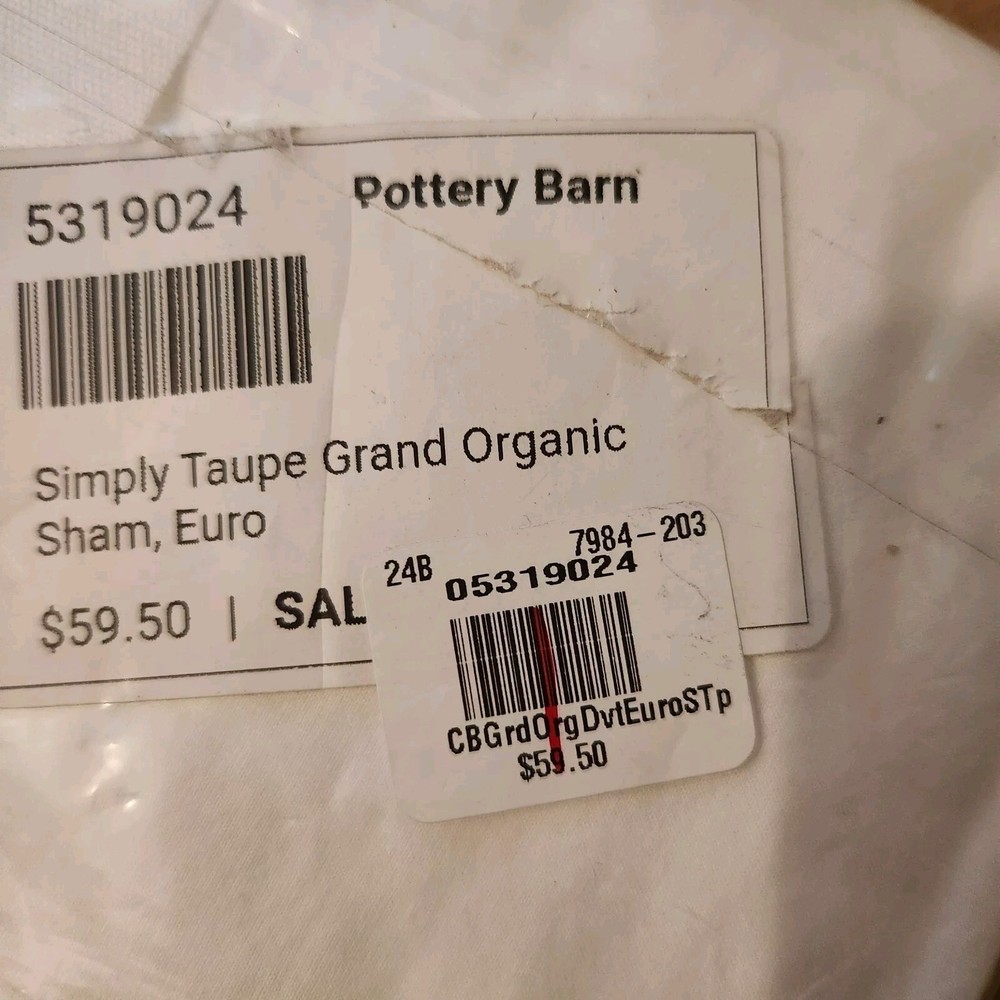 5319024
Pottery Barn
Simply Taupe Grand Organic
Sham, Euro
$59.50 | SAL
24B
7984-203
05319024
CBGrdOrgDvtEuroSTp
$59.50